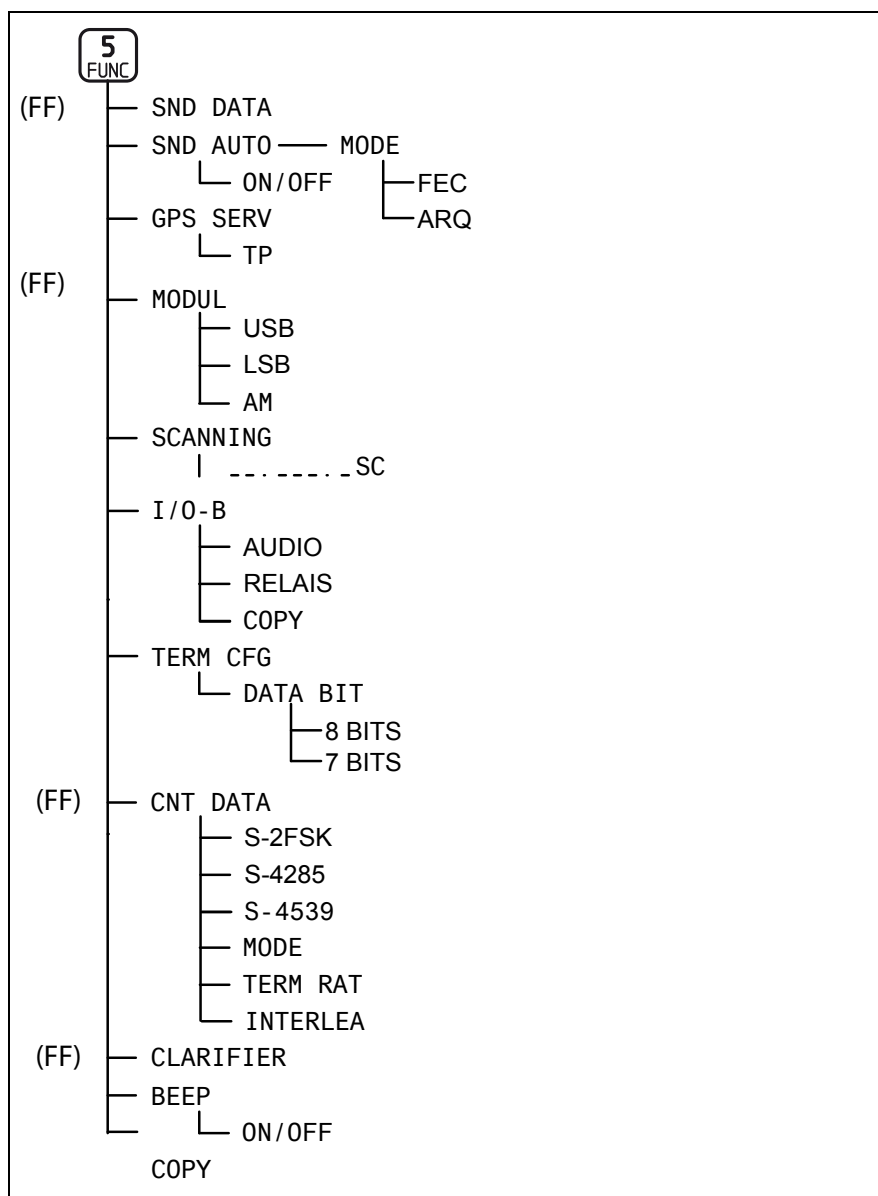 5
FUNC
(FF) SND DATA
SND AUTO MODE
ON/OFF FEC
ARQ
GPS SERV
TP
(FF)
MODUL
USB
LSB
AM
SCANNING
_ _ . _ _ _ . _ SC
I/O-B
AUDIO
RELAIS
COPY
TERM CFG
DATA BIT
8 BITS
7 BITS
(FF) CNT DATA
S-2FSK
S-4285
S-4539
MODE
TERM RAT
INTERLEA
(FF) CLARIFIER
BEEP
ON/OFF
COPY